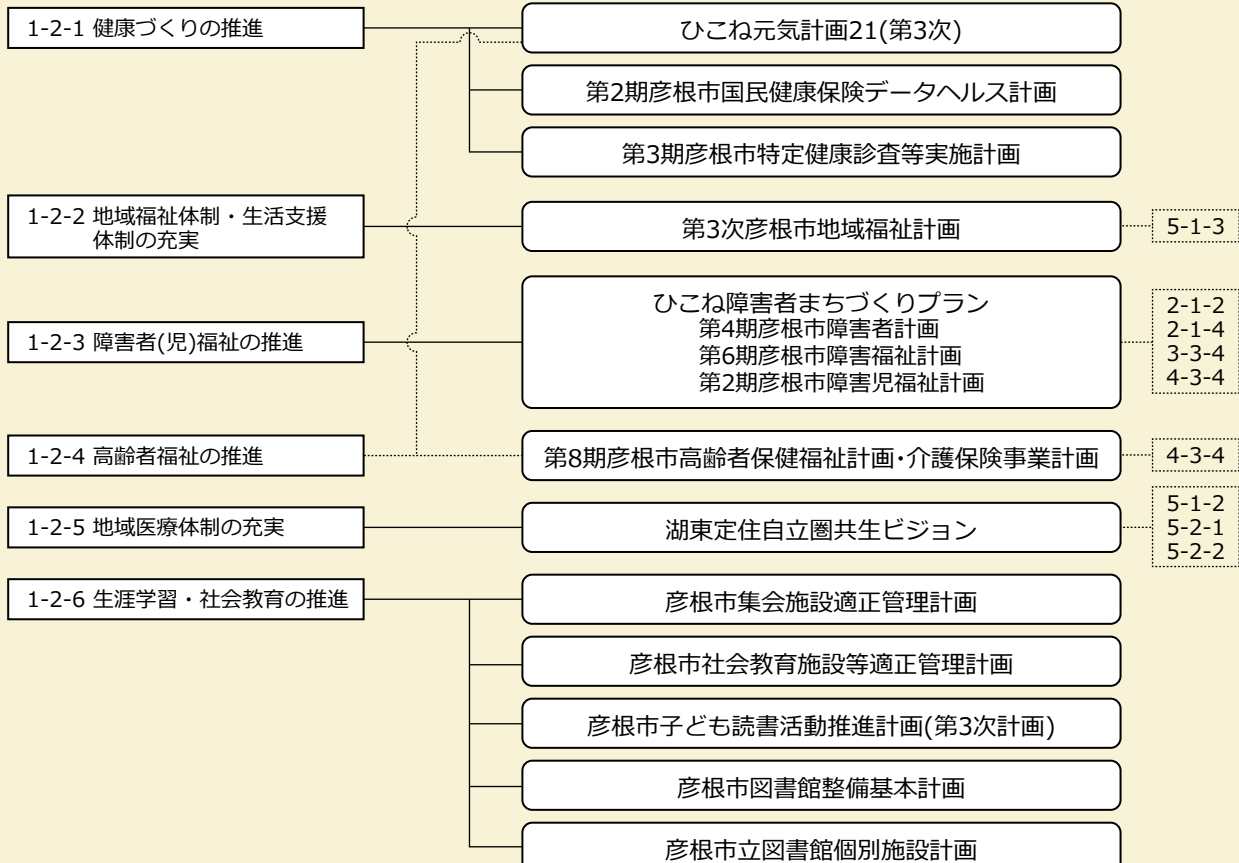 1-2-1 健康づくりの推進
ひこね元気計画21(第3次)
第2期彦根市国民健康保険データヘルス計画
第3期彦根市特定健康診査等実施計画
1-2-2 地域福祉体制・生活支援
体制の充実
第3次彦根市地域福祉計画
5-1-3
1-2-3 障害者(児)福祉の推進
ひこね障害者まちづくりプラン
第4期彦根市障害者計画
第6期彦根市障害福祉計画
第2期彦根市障害児福祉計画
2-1-2
2-1-4
3-3-4
4-3-4
1-2-4 高齢者福祉の推進
第8期彦根市高齢者保健福祉計画・介護保険事業計画
4-3-4
1-2-5 地域医療体制の充実
湖東定住自立圏共生ビジョン
5-1-2
5-2-1
5-2-2
1-2-6 生涯学習・社会教育の推進
彦根市集会施設適正管理計画
彦根市社会教育施設等適正管理計画
彦根市子ども読書活動推進計画(第3次計画)
彦根市図書館整備基本計画
彦根市立図書館個別施設計画